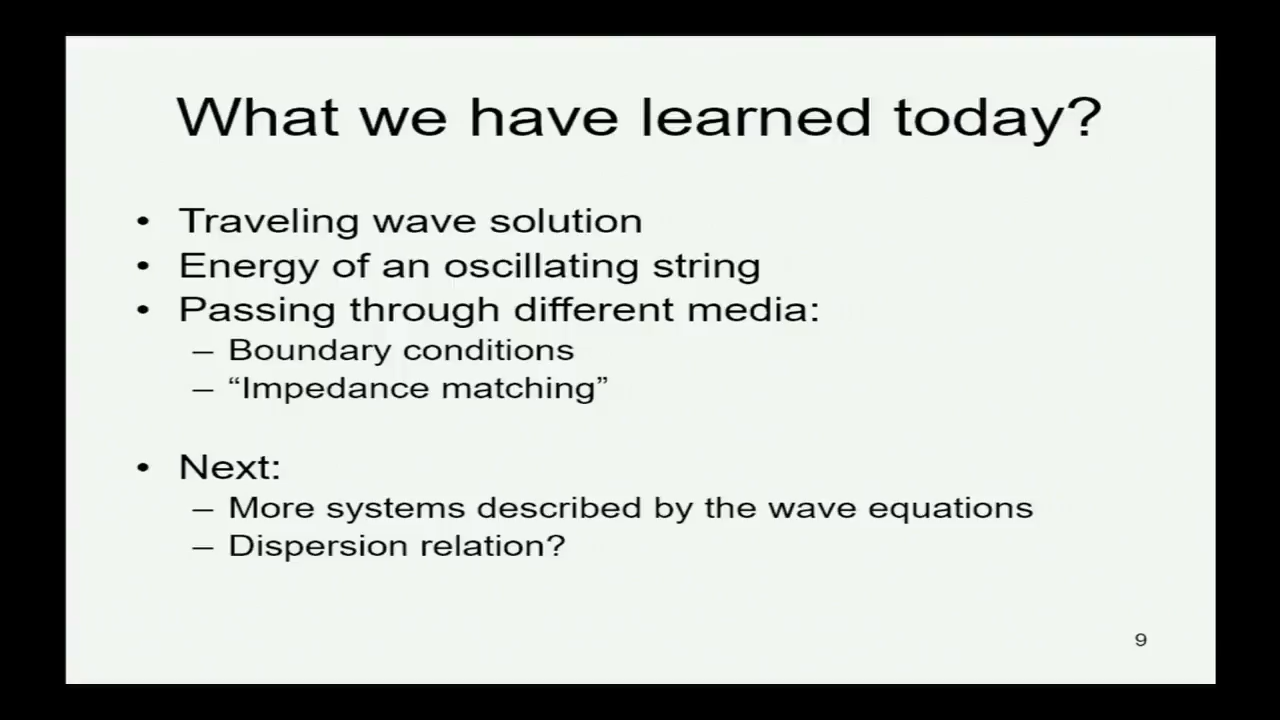 What we have learned today?
• Traveling wave solution
• Energy of an oscillating string
• Passing through different media:
– Boundary conditions
– “Impedance matching”
• Next:
– More systems described by the wave equations
– Dispersion relation?
9